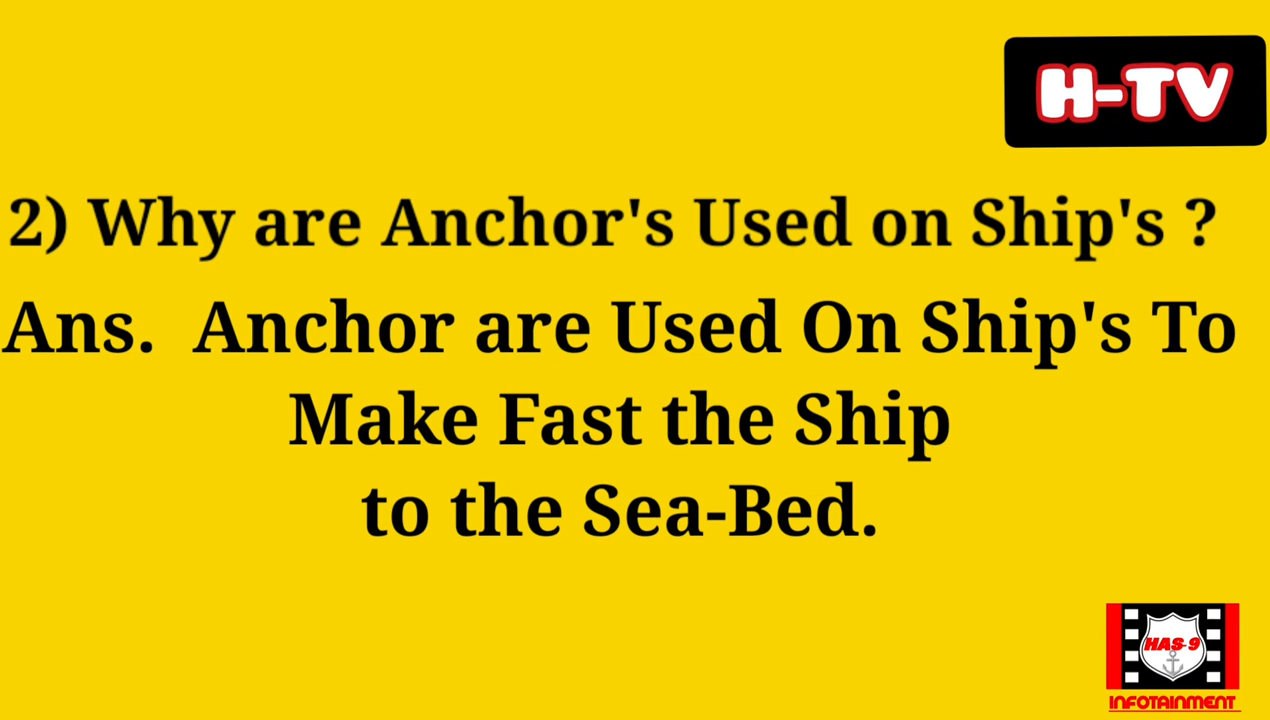 H-TV
2) Why are Anchor's Used on Ship's ?
Ans. Anchor are Used On Ship's To
Make Fast the Ship
to the Sea-Bed.
HAS-9
INFOTAINMENT